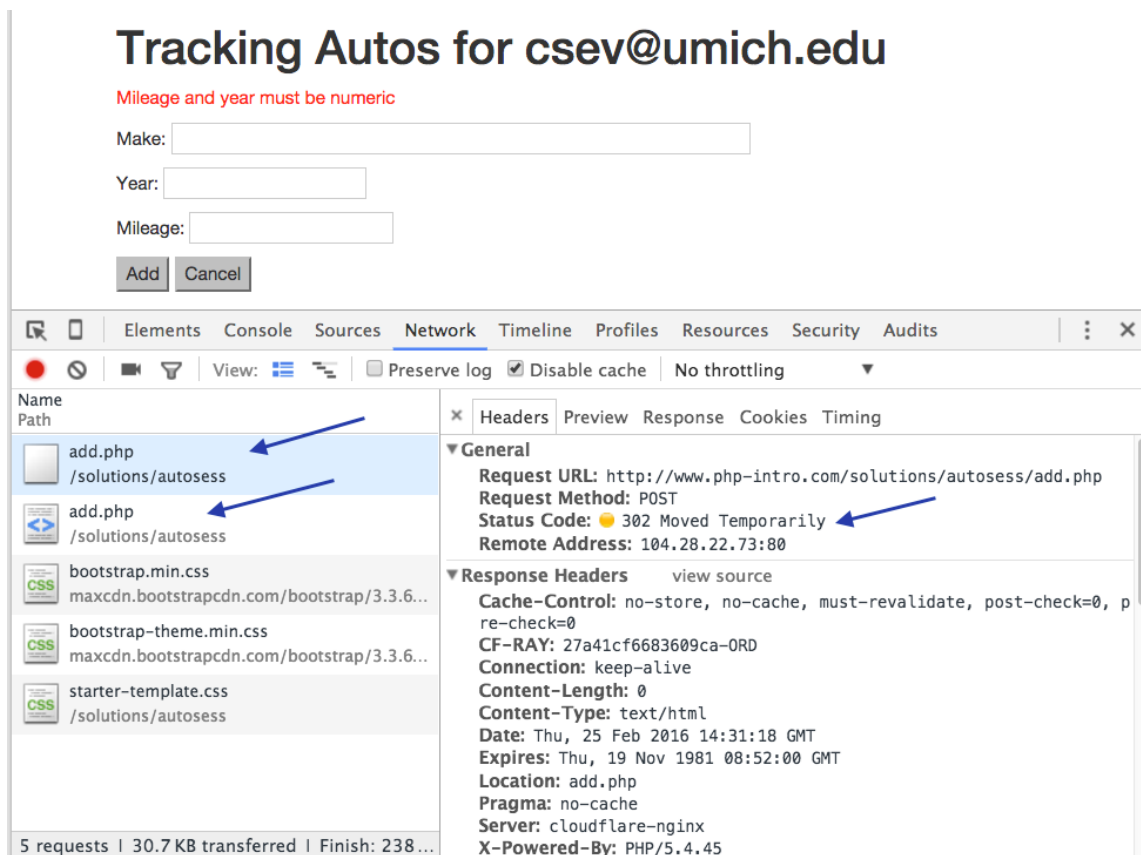 Tracking Autos for csev@umich.edu
Mileage and year must be numeric
Make:
Year:
Mileage:
Add Cancel
Elements Console Sources Network Timeline Profiles Resources Security Audits
View: Preserve log Disable cache No throttling
Name
Path
add.php
/solutions/autosess
add.php
/solutions/autosess
bootstrap.min.css
maxcdn.bootstrapcdn.com/bootstrap/3.3.6...
bootstrap-theme.min.css
maxcdn.bootstrapcdn.com/bootstrap/3.3.6...
starter-template.css
/solutions/autosess
5 requests | 30.7 KB transferred | Finish: 238...
Headers Preview Response Cookies Timing
General
Request URL: http://www.php-intro.com/solutions/autosess/add.php
Request Method: POST
Status Code: 302 Moved Temporarily
Remote Address: 104.28.22.73:80
Response Headers view source
Cache-Control: no-store, no-cache, must-revalidate, post-check=0, p
re-check=0
CF-RAY: 27a41cf6683609ca-ORD
Connection: keep-alive
Content-Length: 0
Content-Type: text/html
Date: Thu, 25 Feb 2016 14:31:18 GMT
Expires: Thu, 19 Nov 1981 08:52:00 GMT
Location: add.php
Pragma: no-cache
Server: cloudflare-nginx
X-Powered-By: PHP/5.4.45